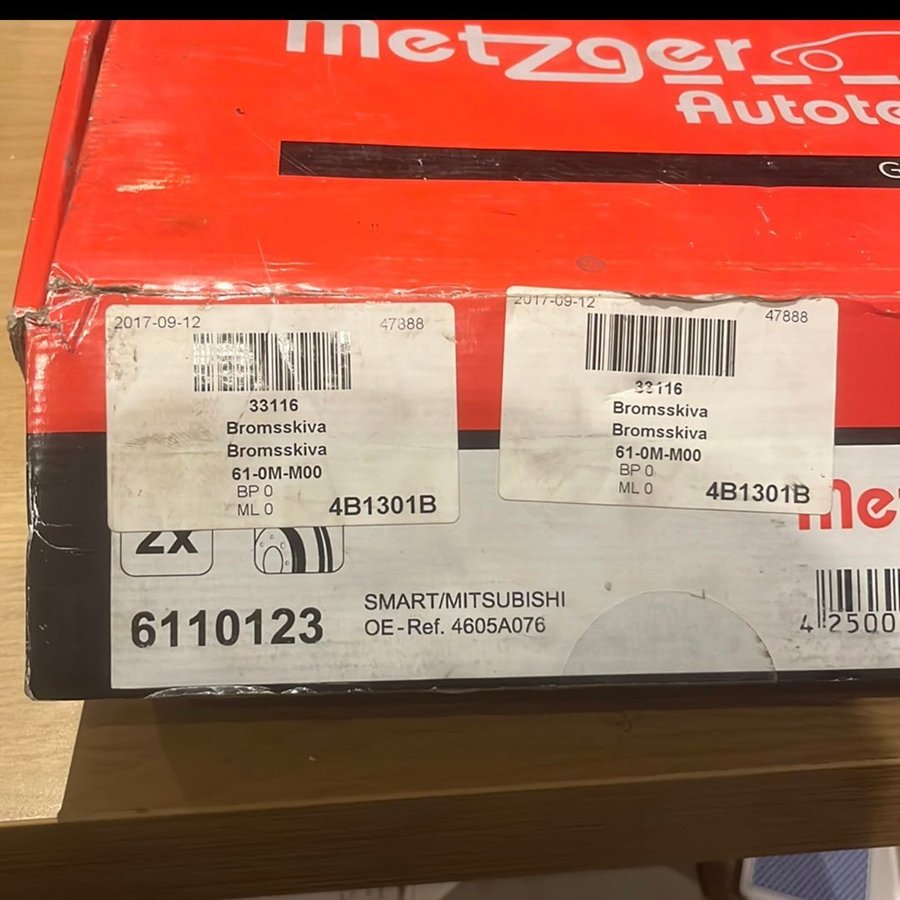 metzger
Autote
G
2017-09-12 47888
33116
Bromsskiva
Bromsskiva
61-0M-M00
BP 0
ML 0 4B1301B
2017-09-12 47888
33116
Bromsskiva
Bromsskiva
61-0M-M00
BP 0
ML 0 4B1301B
2x
6110123
SMART/MITSUBISHI
OE-Ref. 4605A076
Met
4 2500